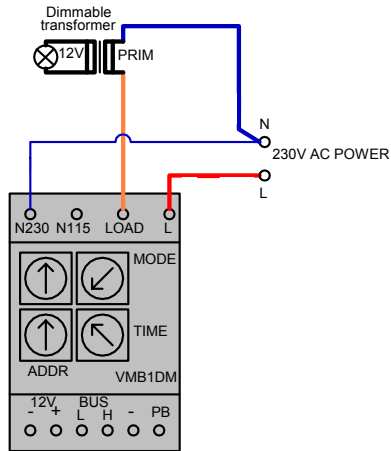 Dimmable
transformer
12V
PRIM
N
230V AC POWER
L
N230 N115 LOAD L
MODE
TIME
ADDR
VMB1DM
12V BUS
- + L H - PB